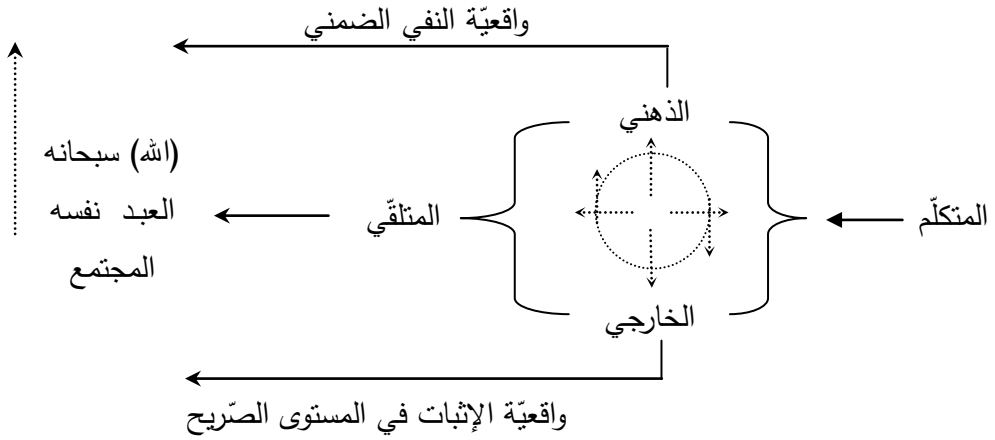 واقعيّة النفي الضمني
الذهني
المتكلّم
المتلقّي
(الله) سبحانه
العبد نفسه
المجتمع
الخارجي
واقعيّة الإثبات في المستوى الصّريح